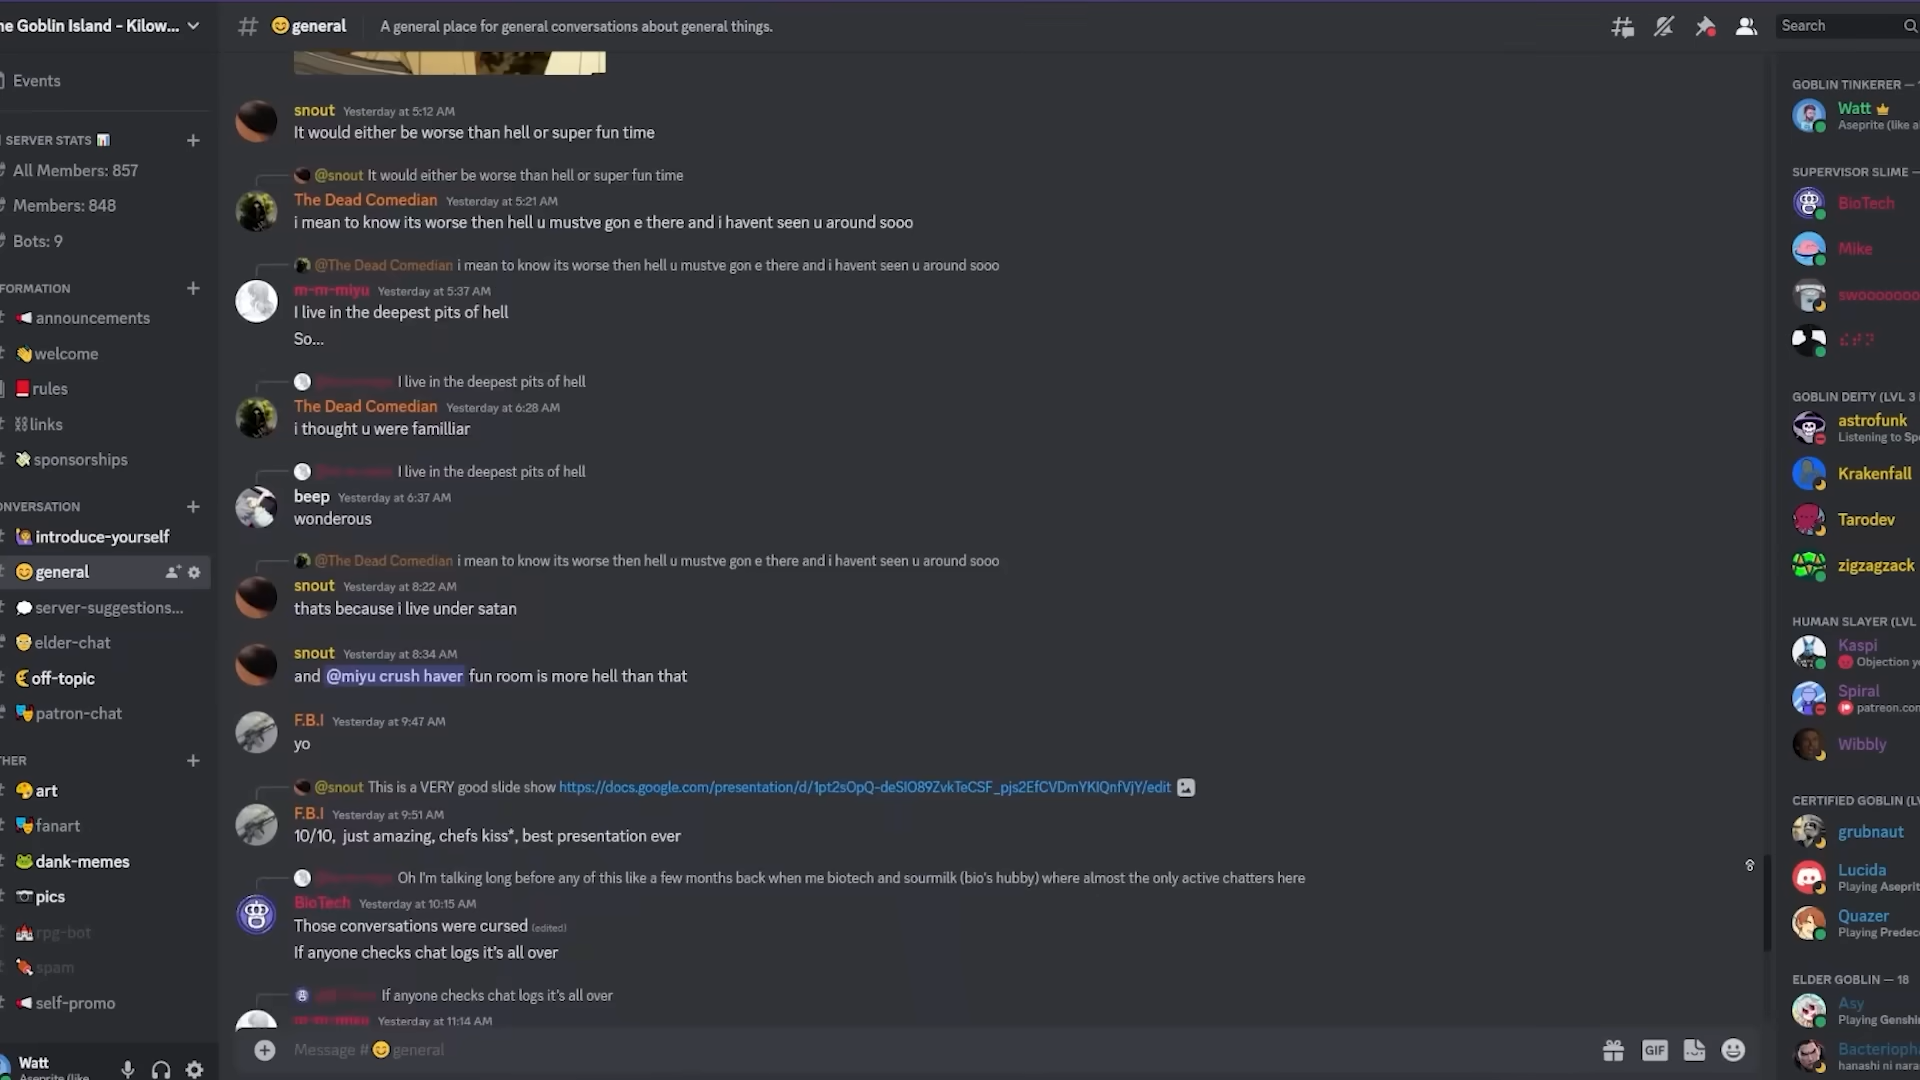 ne Goblin Island - Kilow...
Events
SERVER STATS
All Members: 857
Members: 848
Bots: 9
FORMATION
announcements
welcome
rules
links
sponsorships
ONVERSATION
introduce-yourself
general
server-suggestions...
elder-chat
off-topic
patron-chat
THER
art
fanart
dank-memes
pics
rpg-bot
spam
self-promo
Watt
Aseprite (like
general
A general place for general conversations about general things.
Search
snout Yesterday at 5:12 AM
It would either be worse than hell or super fun time
@snout It would either be worse than hell or super fun time
The Dead Comedian Yesterday at 5:21 AM
i mean to know its worse then hell u mustve gon e there and i havent seen u around sooo
@The Dead Comedian i mean to know its worse then hell u mustve gon e there and i havent seen u around sooo
m-m-miyu Yesterday at 5:37 AM
I live in the deepest pits of hell
So...
I live in the deepest pits of hell
The Dead Comedian Yesterday at 6:28 AM
i thought u were familliar
I live in the deepest pits of hell
beep Yesterday at 6:37 AM
wonderous
@The Dead Comedian i mean to know its worse then hell u mustve gon e there and i havent seen u around sooo
snout Yesterday at 8:22 AM
thats because i live under satan
snout Yesterday at 8:34 AM
and @miyu crush haver fun room is more hell than that
F.B.I Yesterday at 9:47 AM
yo
@snout This is a VERY good slide show https://docs.google.com/presentation/d/1pt2sOpQ-deSIO89ZvkTeCSF_pjs2EfCVDmYKIQnfVjY/edit
F.B.I Yesterday at 9:51 AM
10/10, just amazing, chefs kiss*, best presentation ever
Oh I'm talking long before any of this like a few months back when me biotech and sourmilk (bio's hubby) where almost the only active chatters here
BioTech Yesterday at 10:15 AM
Those conversations were cursed (edited)
If anyone checks chat logs it's all over
If anyone checks chat logs it's all over
m-m-miyu Yesterday at 11:14 AM
Message # general
GIF
GOBLIN TINKERER —
Watt
Aseprite (like a
SUPERVISOR SLIME —
BioTech
Mike
swooooooo
GOBLIN DEITY (LVL 3
astrofunk
Listening to Sp
Krakenfall
Tarodev
zigzagzack
HUMAN SLAYER (LVL
Kaspi
Objection y
Spiral
patreon.com
Wibbly
CERTIFIED GOBLIN (LV
grubnaut
Lucida
Playing Aseprit
Quazer
Playing Predec
ELDER GOBLIN — 18
Asy
Playing Genshi
Bacterioph
hanashi ni nara